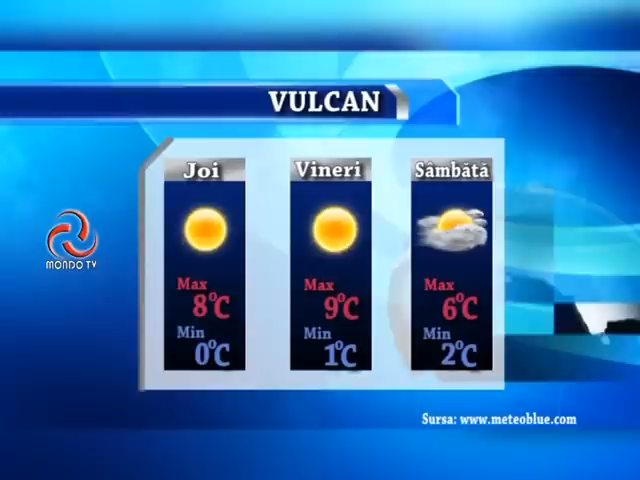 VULCAN
Joi
Vineri
Sâmbătă
Max
8°C
Min
0°C
Max
9°C
Min
1°C
Max
6°C
Min
2°C
MONDO TV
Sursa: www.meteoblue.com